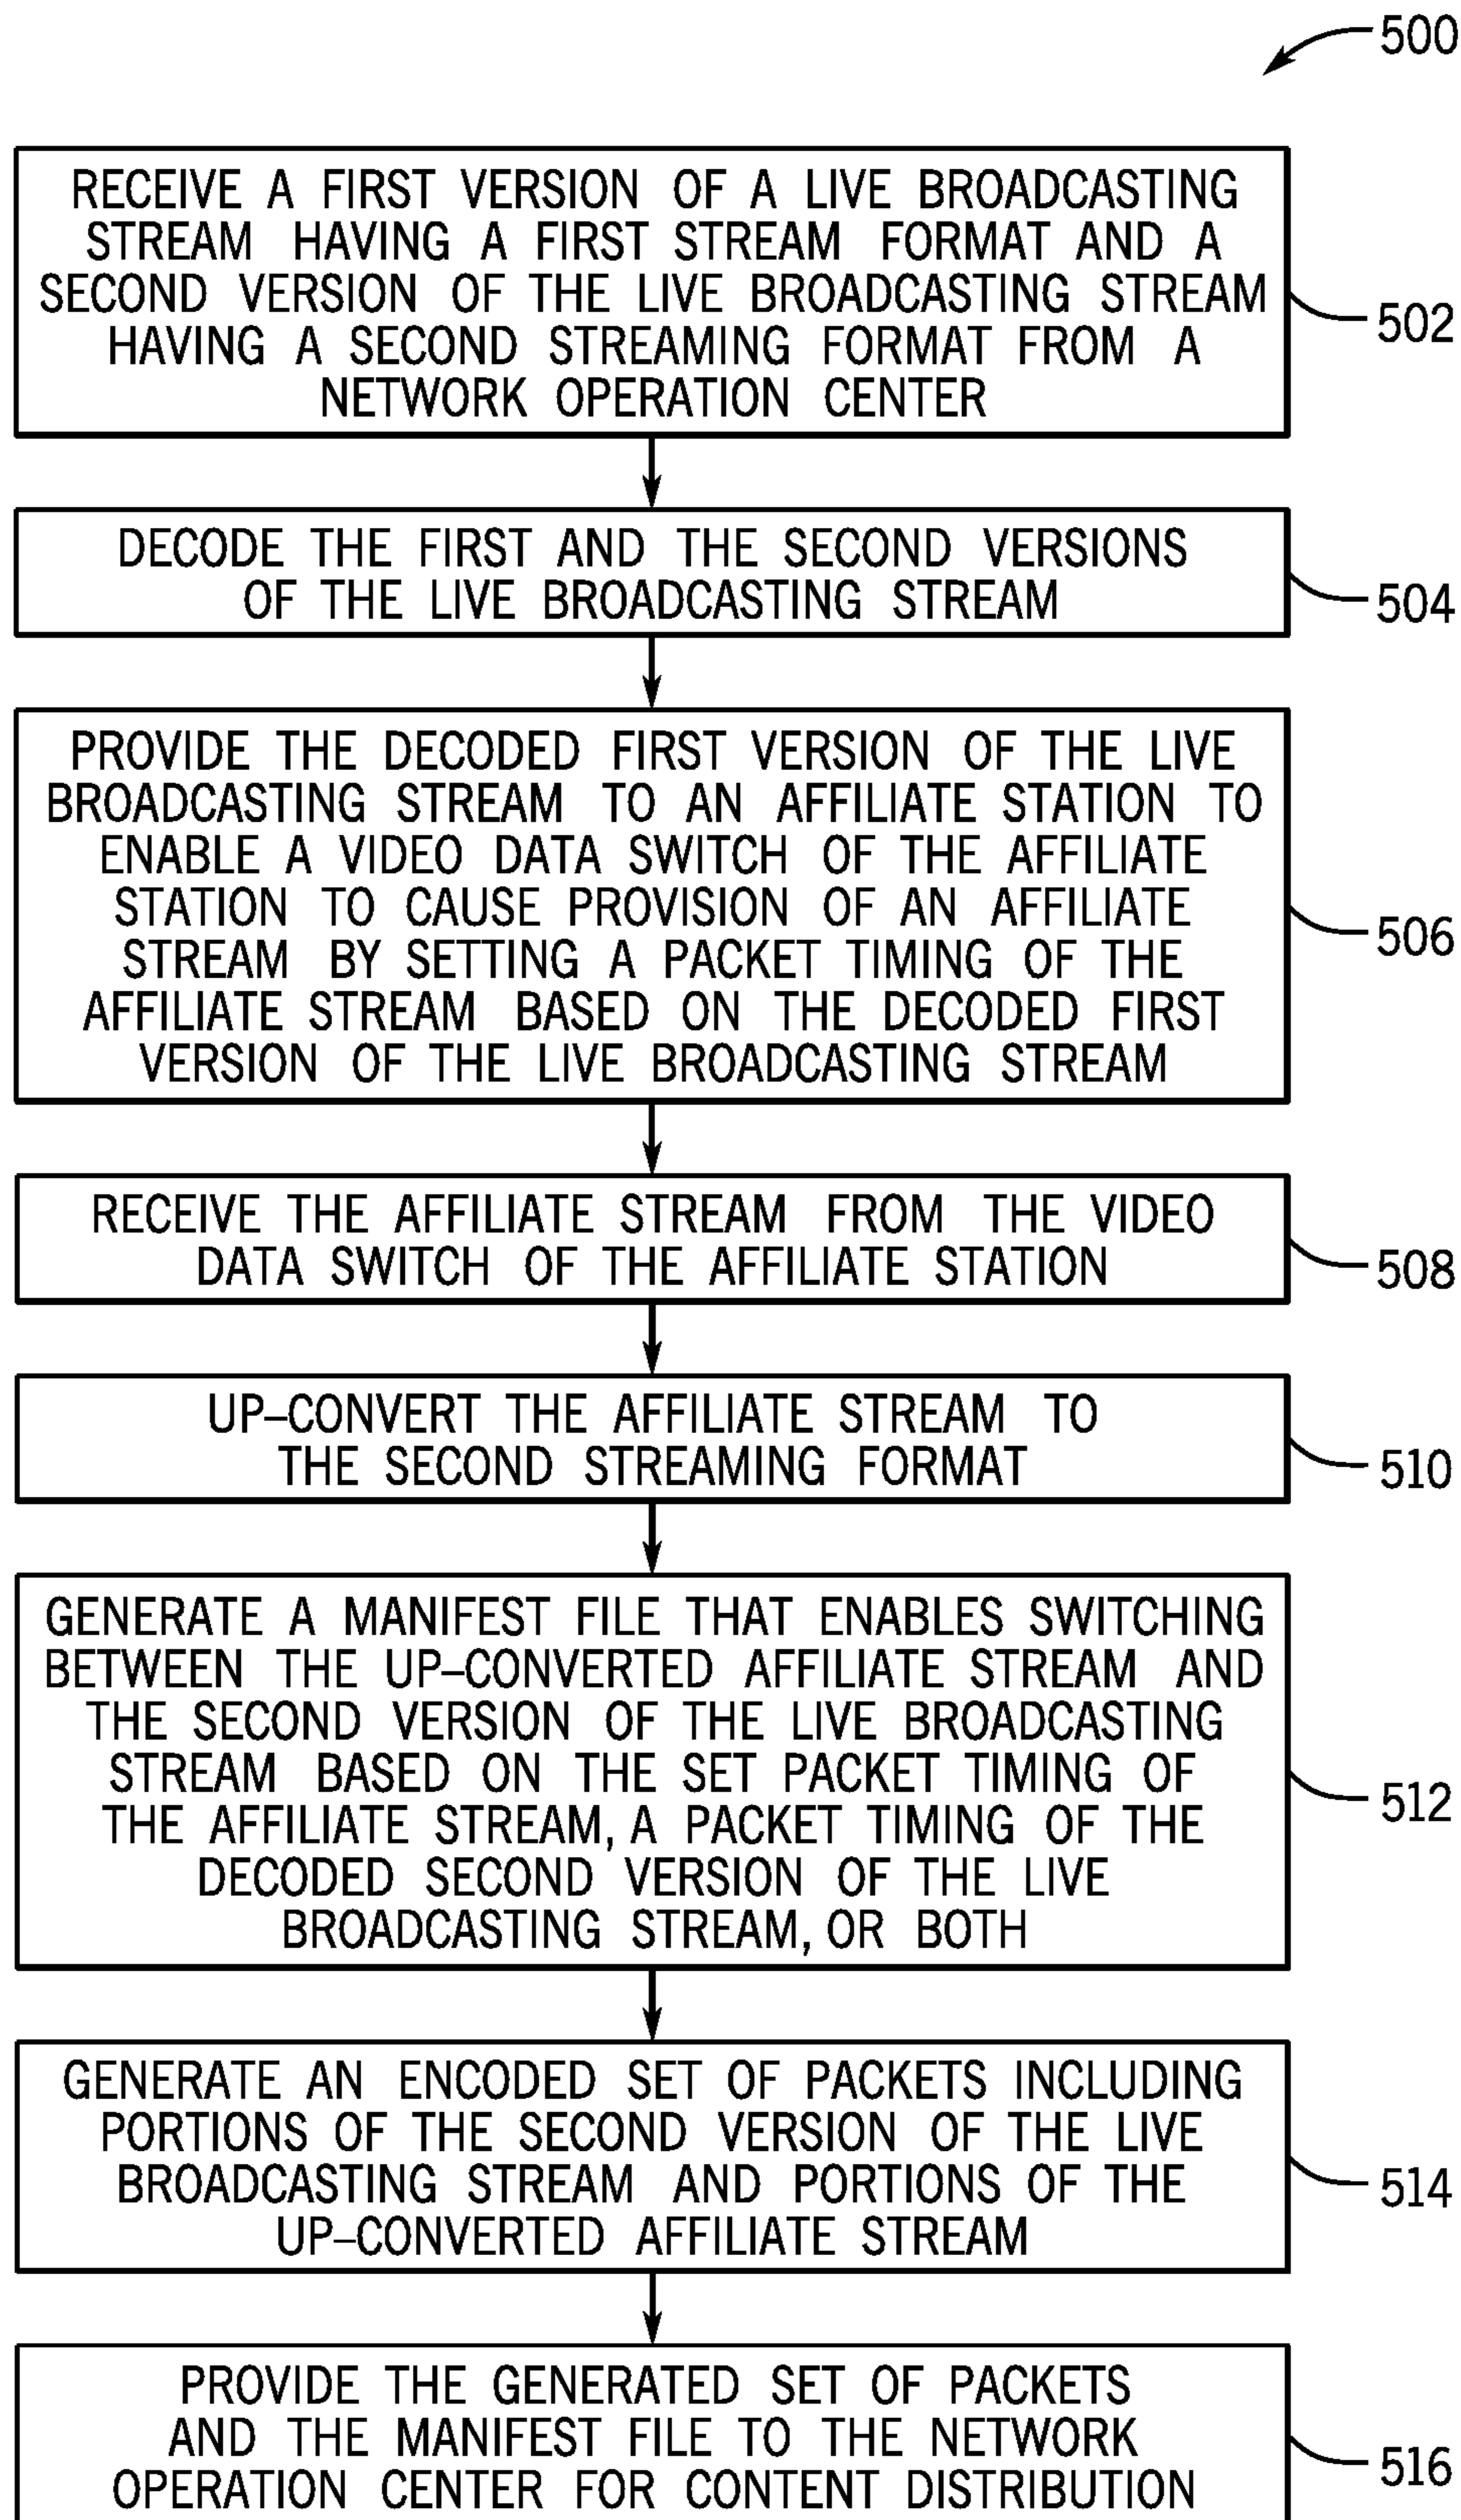 500
RECEIVE A FIRST VERSION OF A LIVE BROADCASTING
STREAM HAVING A FIRST STREAM FORMAT AND A
SECOND VERSION OF THE LIVE BROADCASTING STREAM
HAVING A SECOND STREAMING FORMAT FROM A
NETWORK OPERATION CENTER
502
DECODE THE FIRST AND THE SECOND VERSIONS
OF THE LIVE BROADCASTING STREAM
504
PROVIDE THE DECODED FIRST VERSION OF THE LIVE
BROADCASTING STREAM TO AN AFFILIATE STATION TO
ENABLE A VIDEO DATA SWITCH OF THE AFFILIATE
STATION TO CAUSE PROVISION OF AN AFFILIATE
STREAM BY SETTING A PACKET TIMING OF THE
AFFILIATE STREAM BASED ON THE DECODED FIRST
VERSION OF THE LIVE BROADCASTING STREAM
506
RECEIVE THE AFFILIATE STREAM FROM THE VIDEO
DATA SWITCH OF THE AFFILIATE STATION
508
UP–CONVERT THE AFFILIATE STREAM TO
THE SECOND STREAMING FORMAT
510
GENERATE A MANIFEST FILE THAT ENABLES SWITCHING
BETWEEN THE UP–CONVERTED AFFILIATE STREAM AND
THE SECOND VERSION OF THE LIVE BROADCASTING
STREAM BASED ON THE SET PACKET TIMING OF
THE AFFILIATE STREAM, A PACKET TIMING OF THE
DECODED SECOND VERSION OF THE LIVE
BROADCASTING STREAM, OR BOTH
512
GENERATE AN ENCODED SET OF PACKETS INCLUDING
PORTIONS OF THE SECOND VERSION OF THE LIVE
BROADCASTING STREAM AND PORTIONS OF THE
UP–CONVERTED AFFILIATE STREAM
514
PROVIDE THE GENERATED SET OF PACKETS
AND THE MANIFEST FILE TO THE NETWORK
OPERATION CENTER FOR CONTENT DISTRIBUTION
516